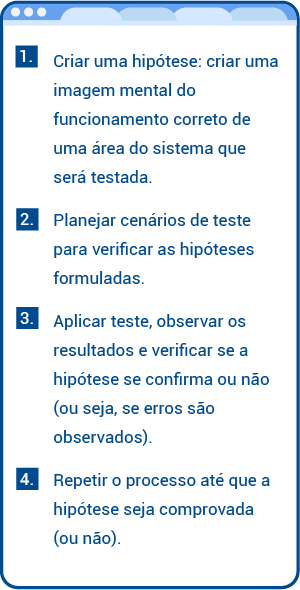 1. Criar uma hipótese: criar uma
imagem mental do
funcionamento correto de
uma área do sistema que
será testada.
2. Planejar cenários de teste
para verificar as hipóteses
formuladas.
3. Aplicar teste, observar os
resultados e verificar se a
hipótese se confirma ou não
(ou seja, se erros são
observados).
4. Repetir o processo até que a
hipótese seja comprovada
(ou não).